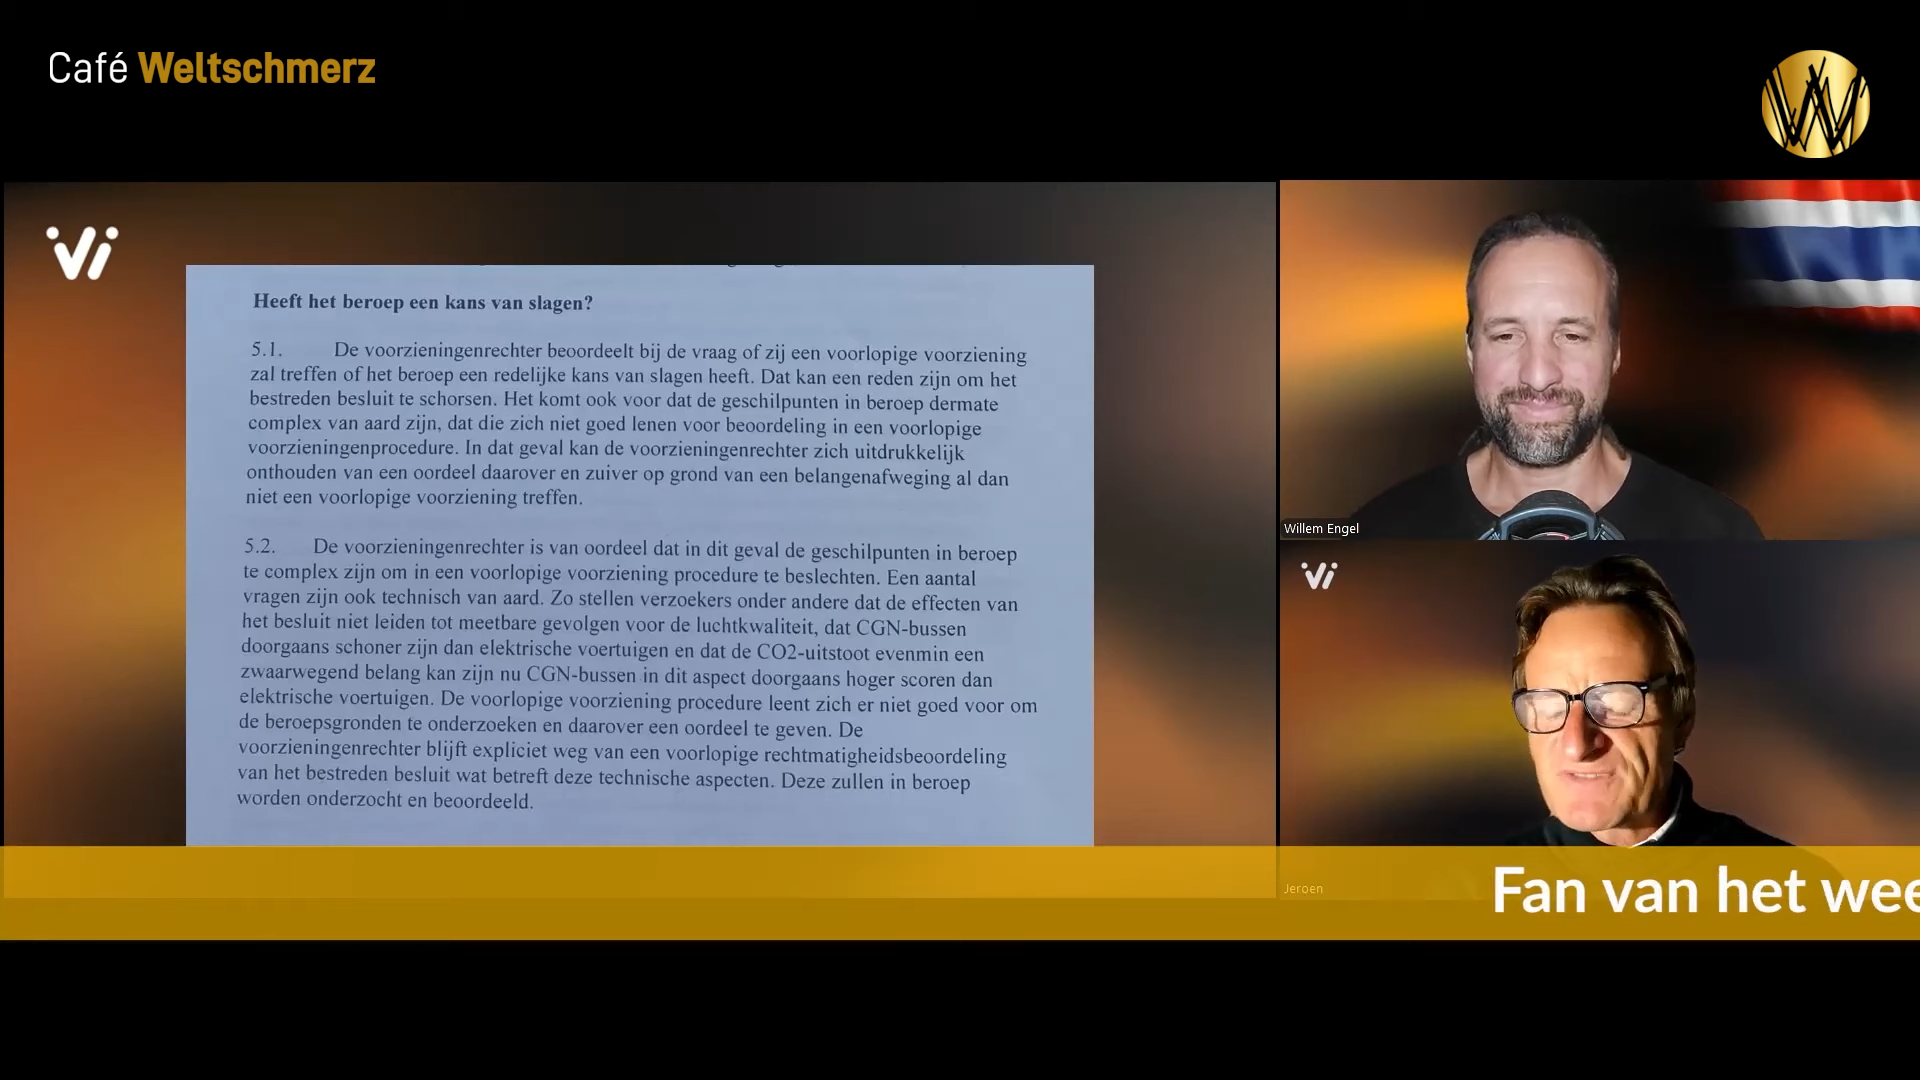 Café Weltschmerz
Heeft het beroep een kans van slagen?
5.1. De voorzieningenrechter beoordeelt bij de vraag of zij een voorlopige voorziening
zal treffen of het beroep een redelijke kans van slagen heeft. Dat kan een reden zijn om het
bestreden besluit te schorsen. Het komt ook voor dat de geschilpunten in beroep dermate
complex van aard zijn, dat die zich niet goed lenen voor beoordeling in een voorlopige
voorzieningenprocedure. In dat geval kan de voorzieningenrechter zich uitdrukkelijk
onthouden van een oordeel daarover en zuiver op grond van een belangenafweging al dan
niet een voorlopige voorziening treffen.
5.2. De voorzieningenrechter is van oordeel dat in dit geval de geschilpunten in beroep
te complex zijn om in een voorlopige voorziening procedure te beslechten. Een aantal
vragen zijn ook technisch van aard. Zo stellen verzoekers onder andere dat de effecten van
het besluit niet leiden tot meetbare gevolgen voor de luchtkwaliteit, dat CGN-bussen
doorgaans schoner zijn dan elektrische voertuigen en dat de CO2-uitstoot evenmin een
zwaarwegend belang kan zijn nu CGN-bussen in dit aspect doorgaans hoger scoren dan
elektrische voertuigen. De voorlopige voorziening procedure leent zich er niet goed voor om
de beroepsgronden te onderzoeken en daarover een oordeel te geven. De
voorzieningenrechter blijft expliciet weg van een voorlopige rechtmatigheidsbeoordeling
van het bestreden besluit wat betreft deze technische aspecten. Deze zullen in beroep
worden onderzocht en beoordeeld.
Willem Engel
Jeroen
Fan van het wee